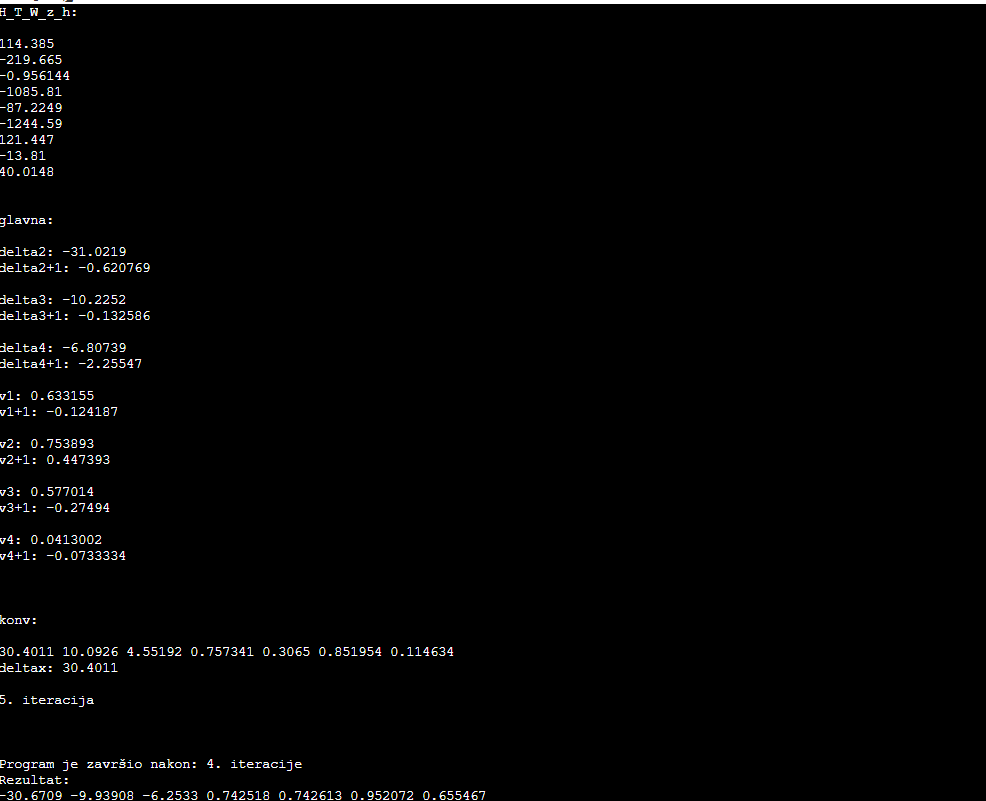 H_T_W_z_h:
114.385
-219.665
-0.956144
-1085.81
-87.2249
-1244.59
121.447
-13.81
40.0148
glavna:
delta2: -31.0219
delta2+1: -0.620769
delta3: -10.2252
delta3+1: -0.132586
delta4: -6.80739
delta4+1: -2.25547
v1: 0.633155
v1+1: -0.124187
v2: 0.753893
v2+1: 0.447393
v3: 0.577014
v3+1: -0.27494
v4: 0.0413002
v4+1: -0.0733334
konv:
30.4011 10.0926 4.55192 0.757341 0.3065 0.851954 0.114634
deltax: 30.4011
5. iteracija
Program je završio nakon: 4. iteracije
Rezultat:
-30.6709 -9.93908 -6.2533 0.742518 0.742613 0.952072 0.655467